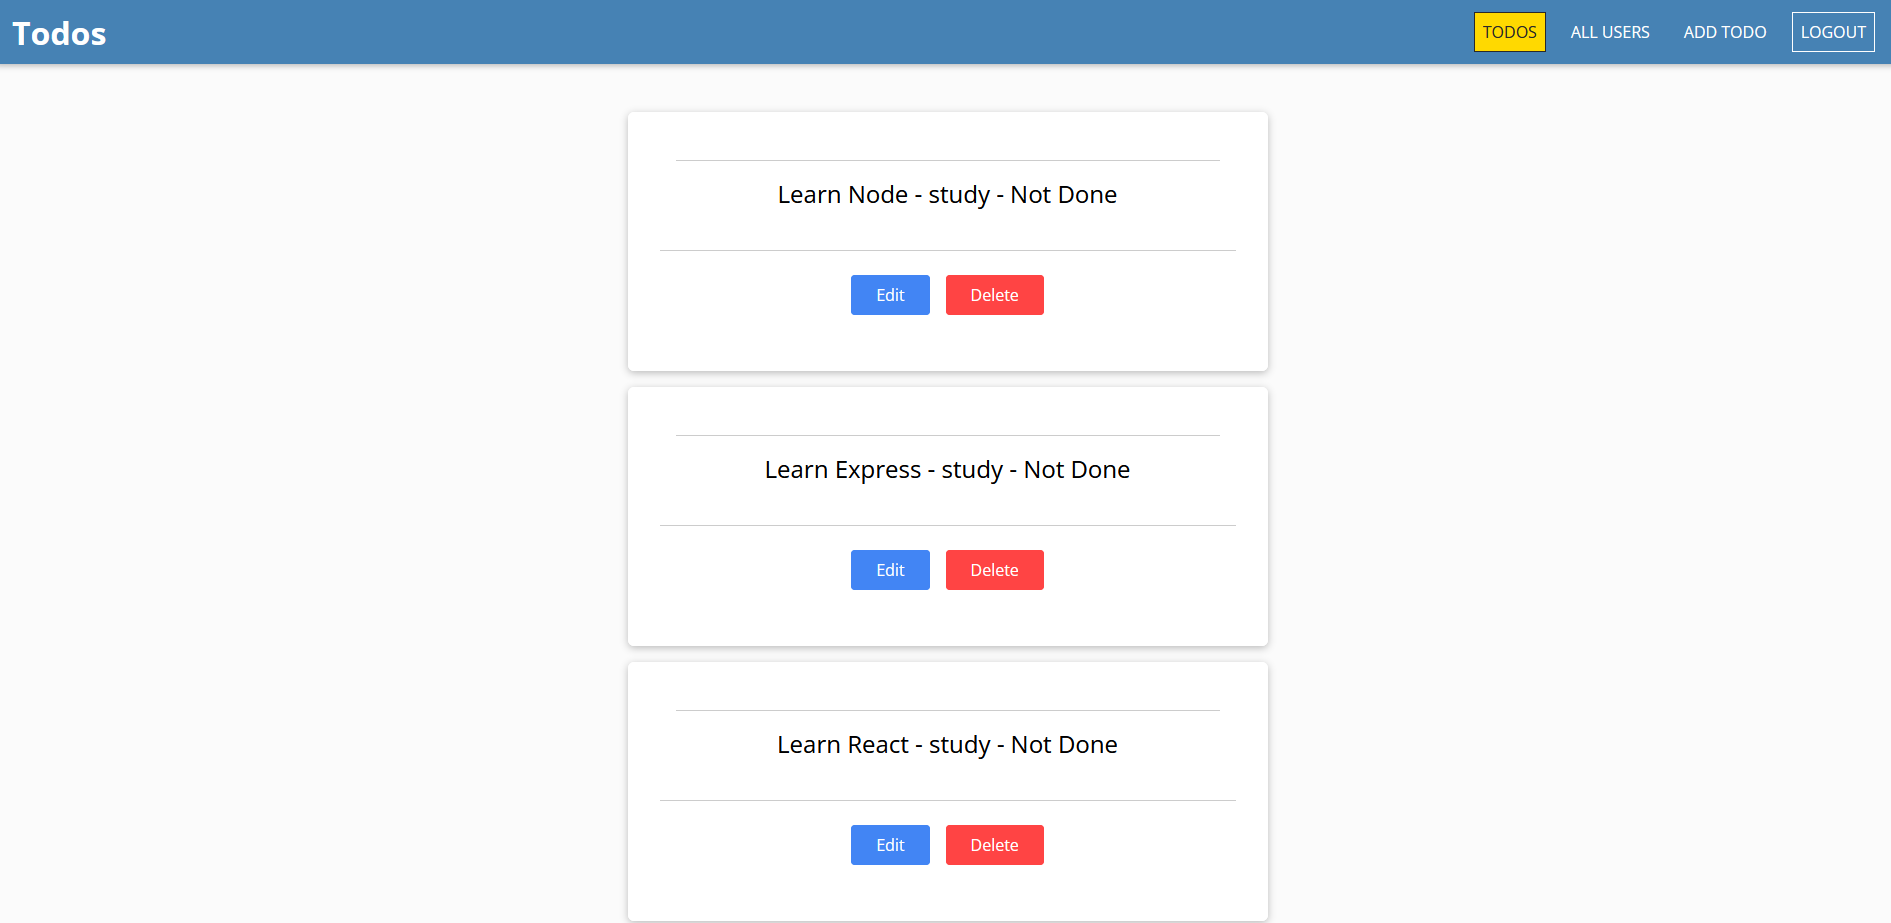 Todos
TODOS ALL USERS ADD TODO LOGOUT
Learn Node - study - Not Done
Edit Delete
Learn Express - study - Not Done
Edit Delete
Learn React - study - Not Done
Edit Delete